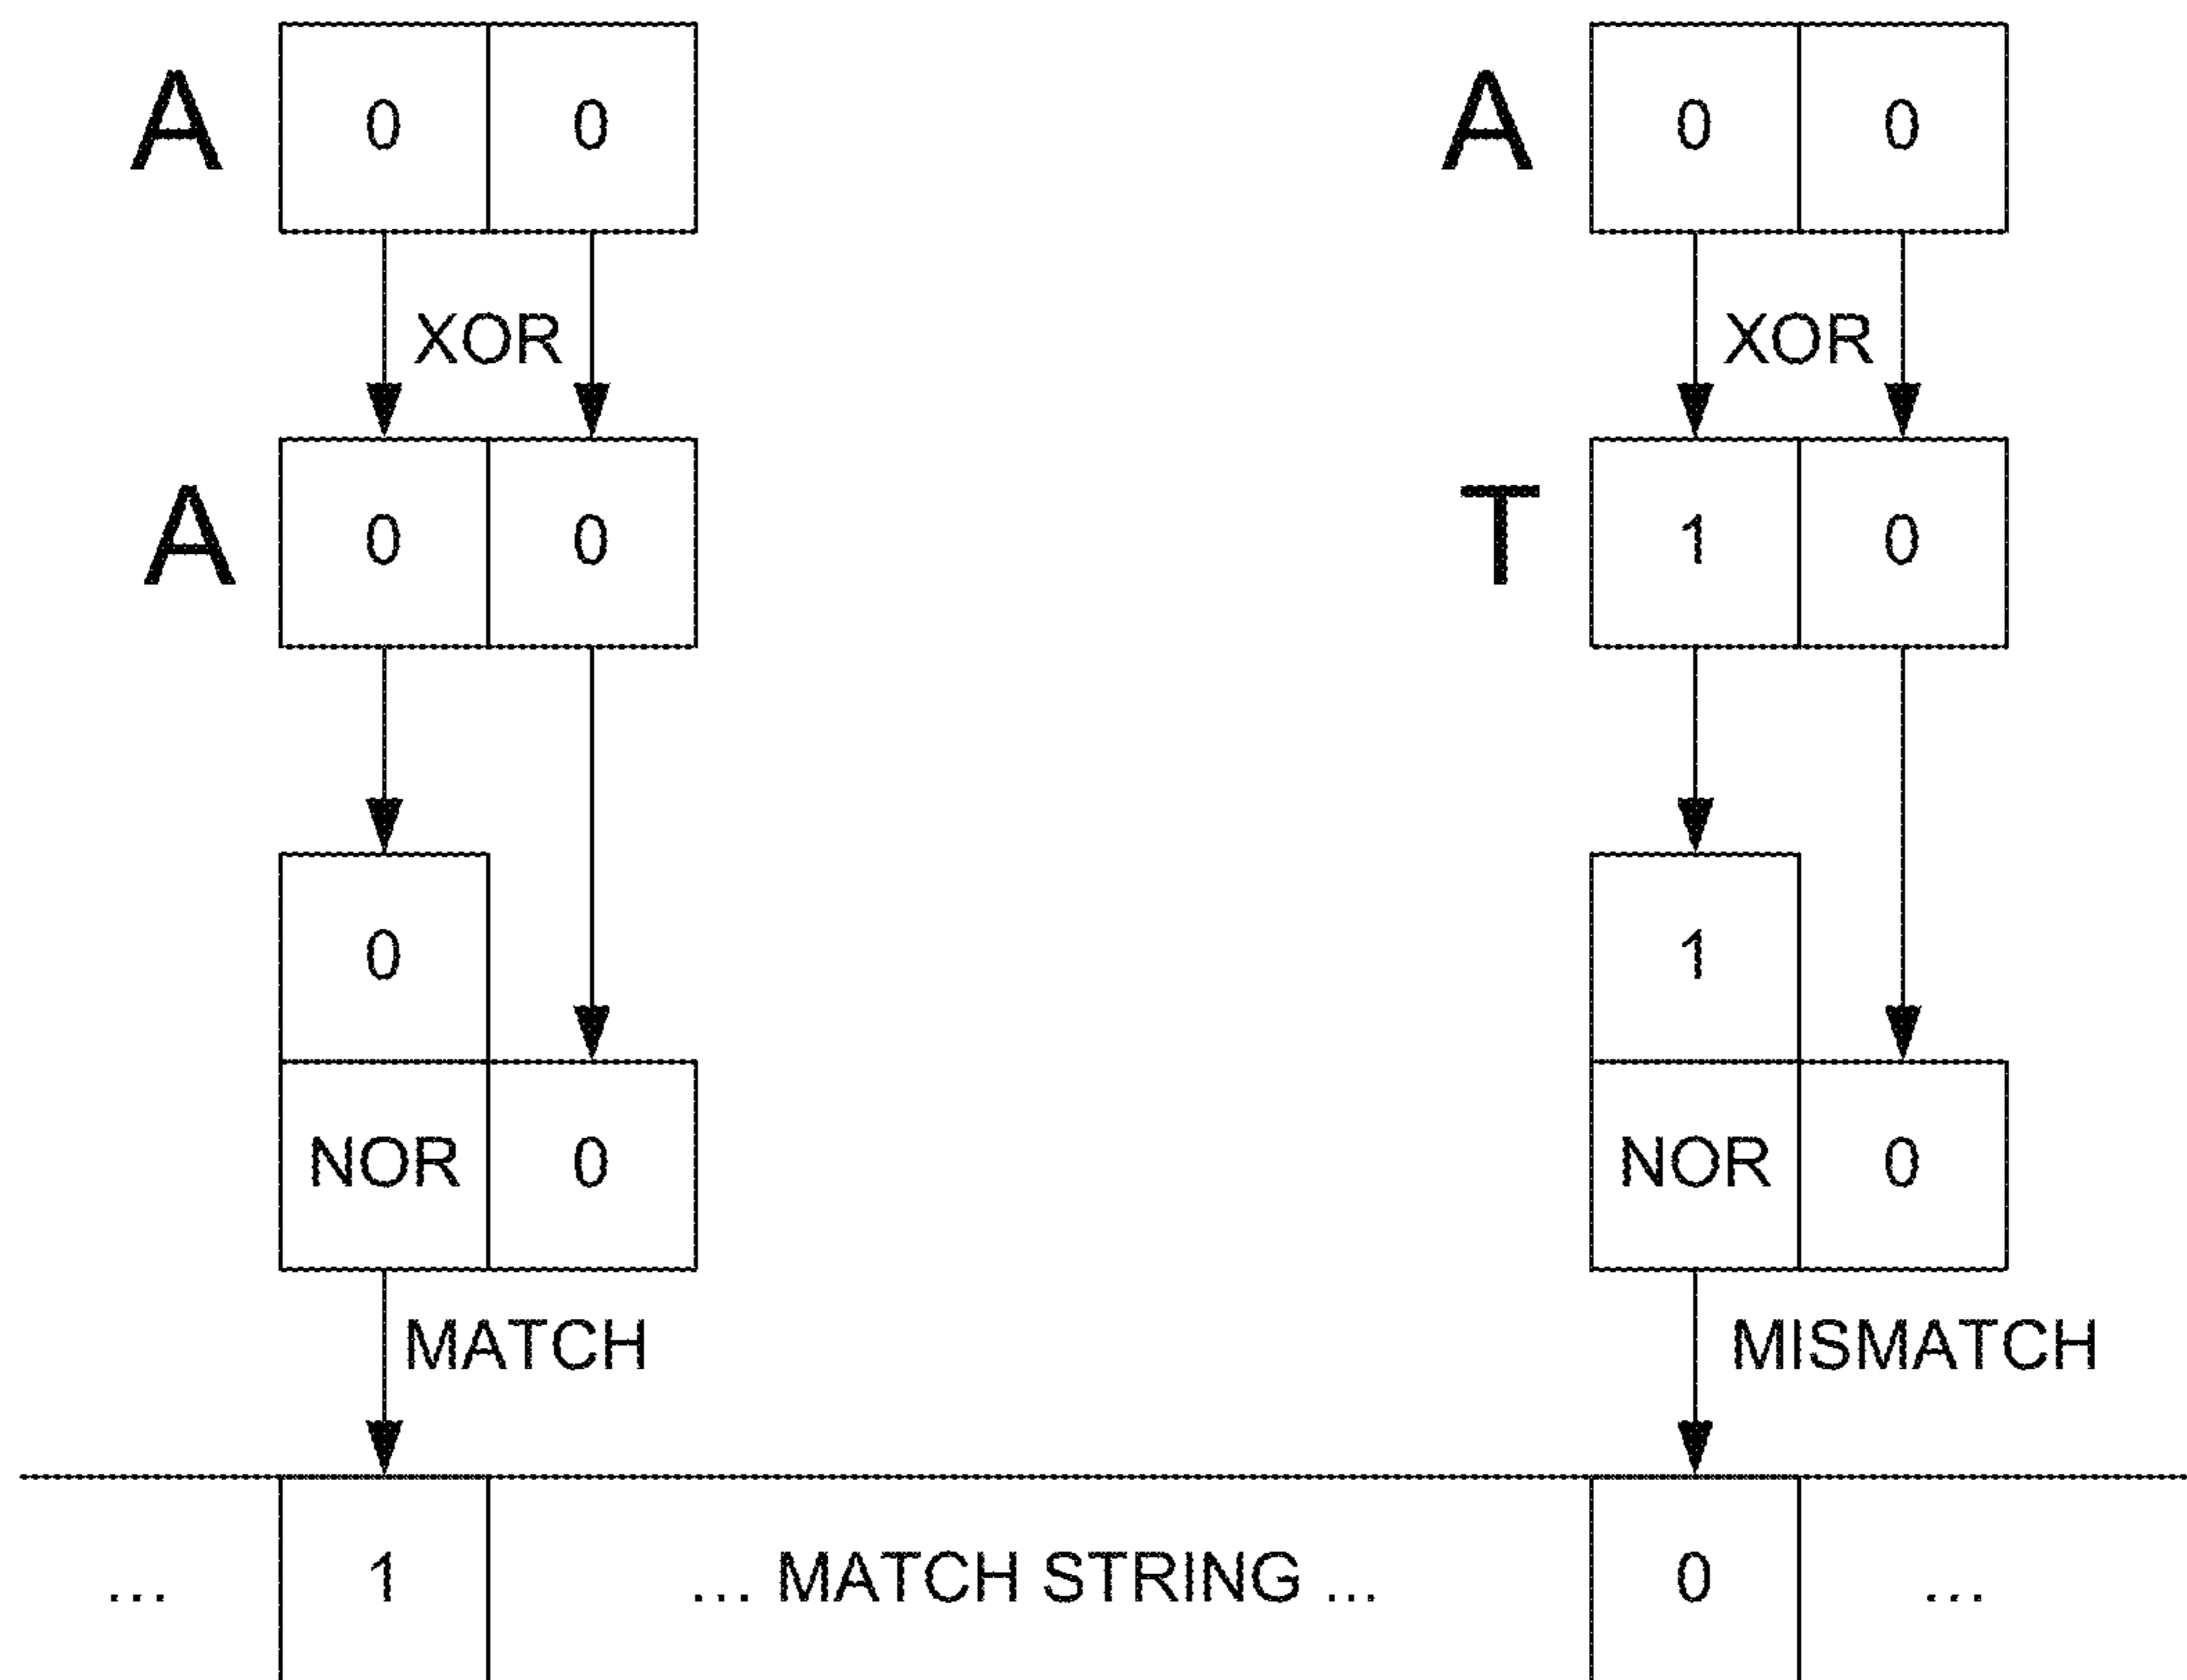 A 0 0 A 0 0
XOR XOR
A 0 0 T 1 0
0 1
NOR 0 NOR 0
MATCH MISMATCH
... 1 ... MATCH STRING ... 0 ...